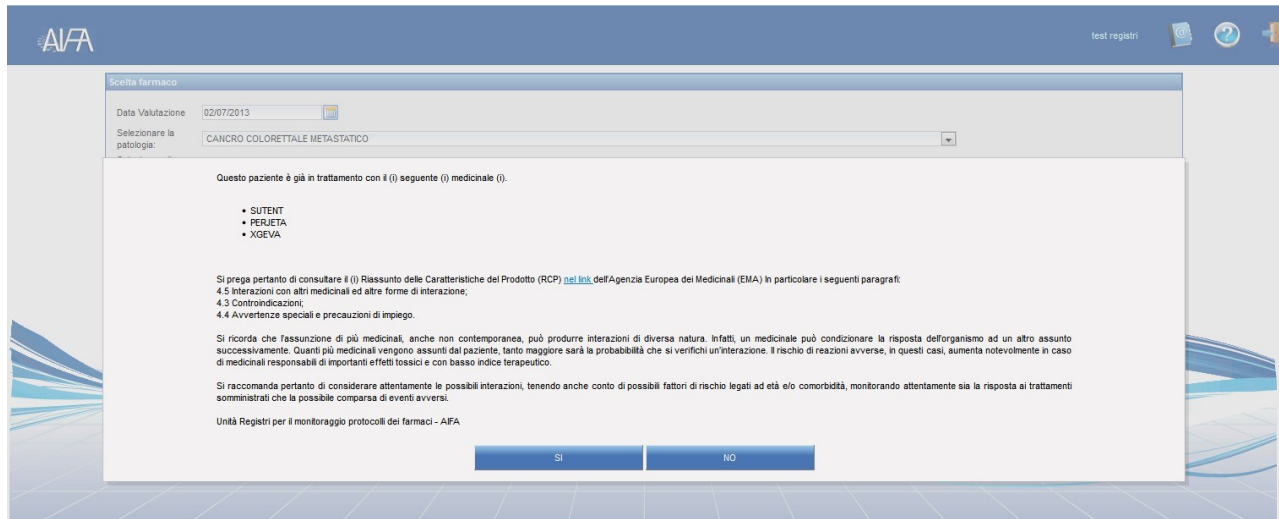 AIFA
test registri
Scelta farmaco
Data Valutazione 02/07/2013
Selezionare la
patologia: CANCRO COLORETTALE METASTATICO
Questo paziente è già in trattamento con il (i) seguente (i) medicinale (i).
• SUTENT
• PERJETA
• XGEVA
Si prega pertanto di consultare il (i) Riassunto delle Caratteristiche del Prodotto (RCP) nel link dell'Agenzia Europea dei Medicinali (EMA) In particolare i seguenti paragrafi:
4.5 Interazioni con altri medicinali ed altre forme di interazione;
4.3 Controindicazioni;
4.4 Avvertenze speciali e precauzioni di impiego.
Si ricorda che l'assunzione di più medicinali, anche non contemporanea, può produrre interazioni di diversa natura. Infatti, un medicinale può condizionare la risposta dell'organismo ad un altro assunto
successivamente. Quanti più medicinali vengono assunti dal paziente, tanto maggiore sarà la probabibilità che si verifichi un'interazione. Il rischio di reazioni avverse, in questi casi, aumenta notevolmente in caso
di medicinali responsabili di importanti effetti tossici e con basso indice terapeutico.
Si raccomanda pertanto di considerare attentamente le possibili interazioni, tenendo anche conto di possibili fattori di rischio legati ad età e/o comorbidità, monitorando attentamente sia la risposta ai trattamenti
somministrati che la possibile comparsa di eventi avversi.
Unità Registri per il monitoraggio protocolli dei farmaci - AIFA
SI NO